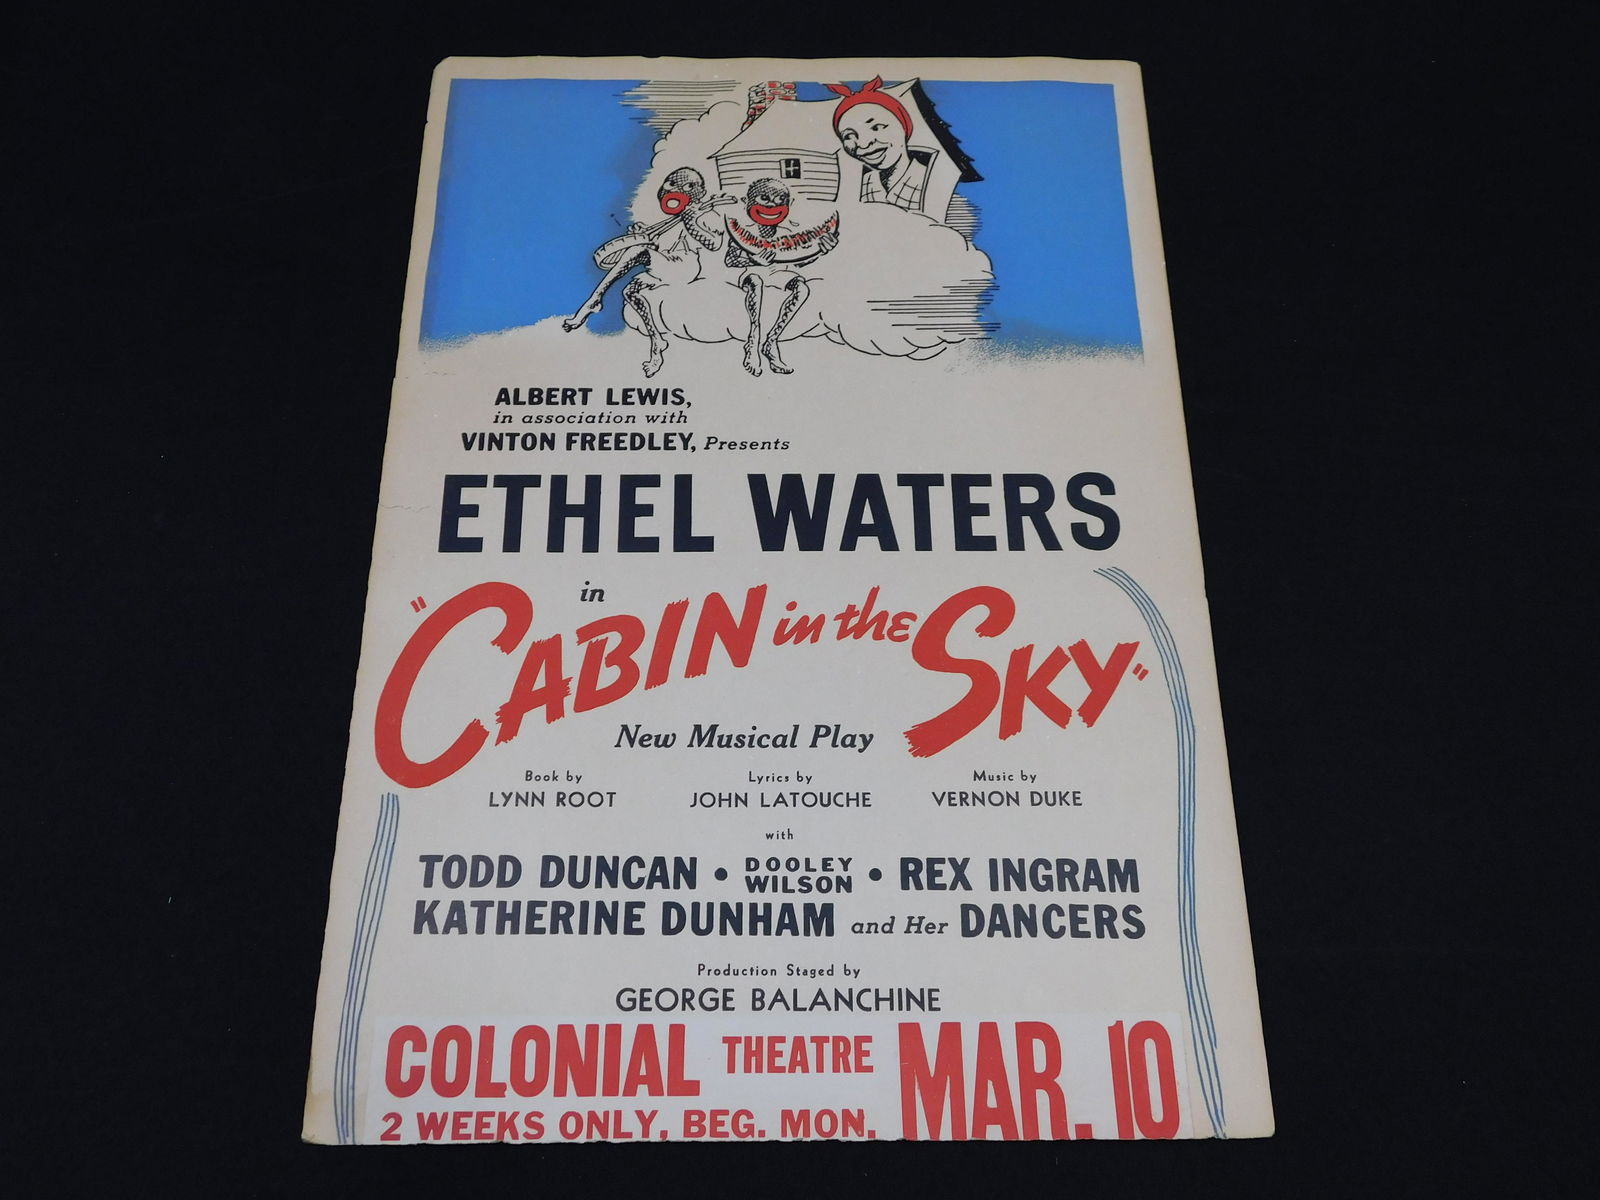 ALBERT LEWIS,
in association with
VINTON FREEDLEY, Presents
ETHEL WATERS
in
"CABIN in the SKY"
New Musical Play
Book by
LYNN ROOT
Lyrics by
JOHN LATOUCHE
Music by
VERNON DUKE
with
TODD DUNCAN • DOOLEY WILSON • REX INGRAM
KATHERINE DUNHAM and Her DANCERS
Production Staged by
GEORGE BALANCHINE
COLONIAL THEATRE MAR. 10
2 WEEKS ONLY, BEG. MON.